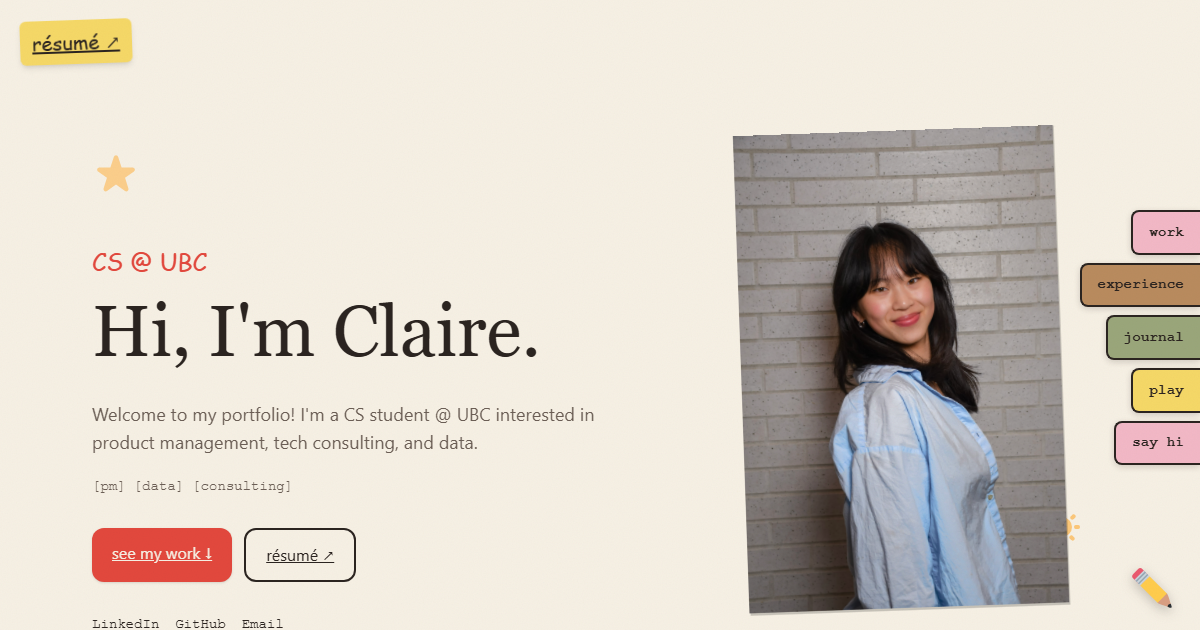 résumé ↗
CS @ UBC
Hi, I'm Claire.
Welcome to my portfolio! I'm a CS student @ UBC interested in
product management, tech consulting, and data.
[pm] [data] [consulting]
see my work ↓
résumé ↗
LinkedIn GitHub Email
work
experience
journal
play
say hi